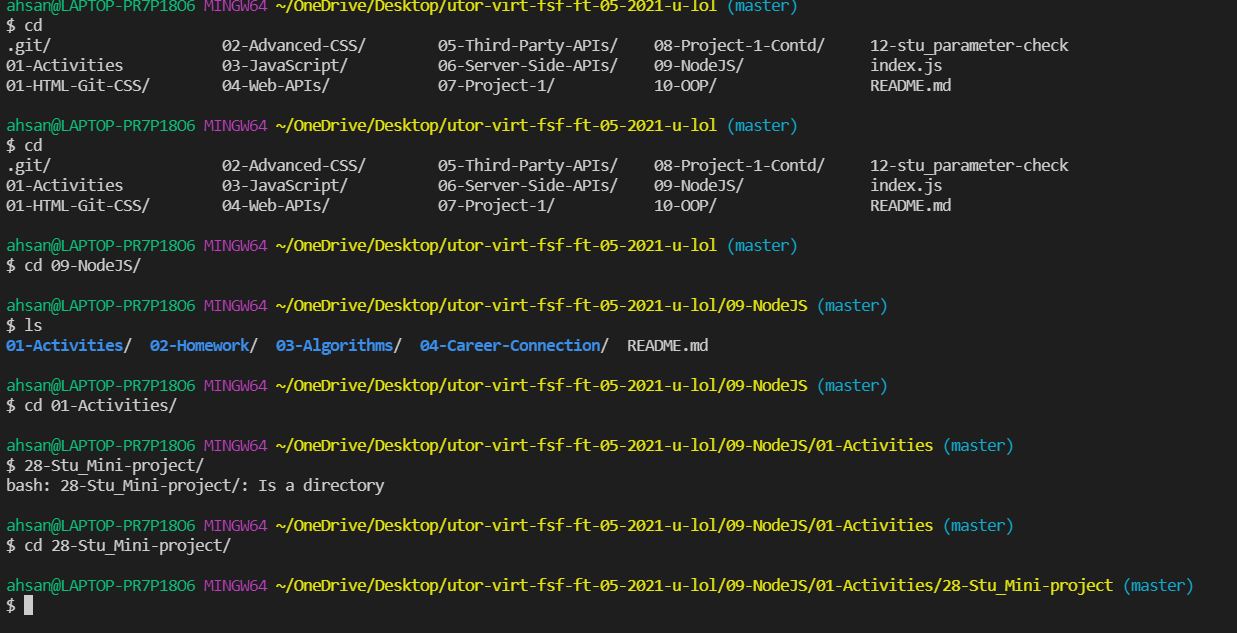 ahsan@LAPTOP-PR7P18O6 MINGW64 ~/OneDrive/Desktop/utor-virt-fsf-ft-05-2021-u-lol (master)
$ cd
.git/ 02-Advanced-CSS/ 05-Third-Party-APIs/ 08-Project-1-Contd/ 12-stu_parameter-check
01-Activities 03-JavaScript/ 06-Server-Side-APIs/ 09-NodeJS/ index.js
01-HTML-Git-CSS/ 04-Web-APIs/ 07-Project-1/ 10-OOP/ README.md
ahsan@LAPTOP-PR7P18O6 MINGW64 ~/OneDrive/Desktop/utor-virt-fsf-ft-05-2021-u-lol (master)
$ cd
.git/ 02-Advanced-CSS/ 05-Third-Party-APIs/ 08-Project-1-Contd/ 12-stu_parameter-check
01-Activities 03-JavaScript/ 06-Server-Side-APIs/ 09-NodeJS/ index.js
01-HTML-Git-CSS/ 04-Web-APIs/ 07-Project-1/ 10-OOP/ README.md
ahsan@LAPTOP-PR7P18O6 MINGW64 ~/OneDrive/Desktop/utor-virt-fsf-ft-05-2021-u-lol (master)
$ cd 09-NodeJS/
ahsan@LAPTOP-PR7P18O6 MINGW64 ~/OneDrive/Desktop/utor-virt-fsf-ft-05-2021-u-lol/09-NodeJS (master)
$ ls
01-Activities/ 02-Homework/ 03-Algorithms/ 04-Career-Connection/ README.md
ahsan@LAPTOP-PR7P18O6 MINGW64 ~/OneDrive/Desktop/utor-virt-fsf-ft-05-2021-u-lol/09-NodeJS (master)
$ cd 01-Activities/
ahsan@LAPTOP-PR7P18O6 MINGW64 ~/OneDrive/Desktop/utor-virt-fsf-ft-05-2021-u-lol/09-NodeJS/01-Activities (master)
$ 28-Stu_Mini-project/
bash: 28-Stu_Mini-project/: Is a directory
ahsan@LAPTOP-PR7P18O6 MINGW64 ~/OneDrive/Desktop/utor-virt-fsf-ft-05-2021-u-lol/09-NodeJS/01-Activities (master)
$ cd 28-Stu_Mini-project/
ahsan@LAPTOP-PR7P18O6 MINGW64 ~/OneDrive/Desktop/utor-virt-fsf-ft-05-2021-u-lol/09-NodeJS/01-Activities/28-Stu_Mini-project (master)
$